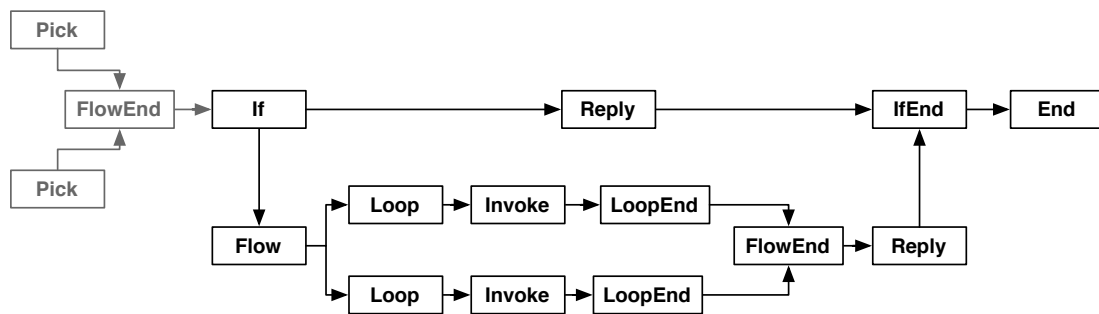 Pick
FlowEnd
If
Reply
IfEnd
End
Pick
Loop
Invoke
LoopEnd
Flow
FlowEnd
Reply
Loop
Invoke
LoopEnd